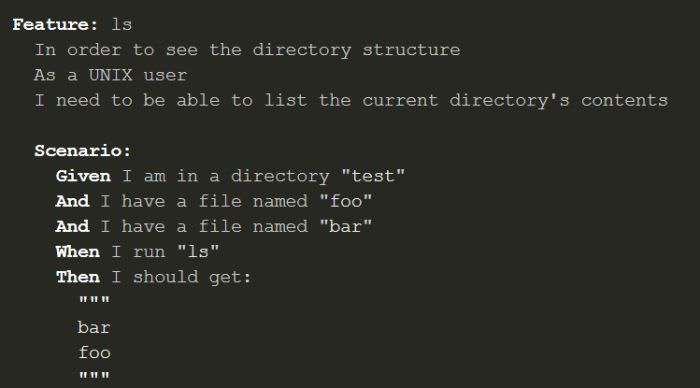 Feature: ls
In order to see the directory structure
As a UNIX user
I need to be able to list the current directory's contents
Scenario:
Given I am in a directory "test"
And I have a file named "foo"
And I have a file named "bar"
When I run "ls"
Then I should get:
"""
bar
foo
"""